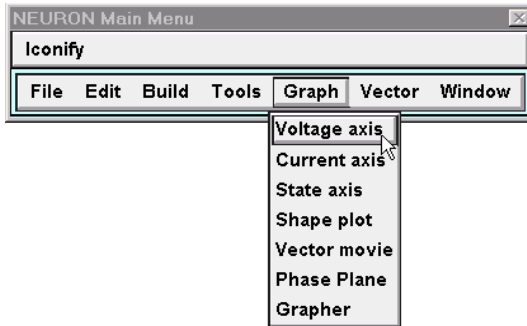 NEURON Main Menu
Iconify
File Edit Build Tools Graph Vector Window
Voltage axis
Current axis
State axis
Shape plot
Vector movie
Phase Plane
Grapher